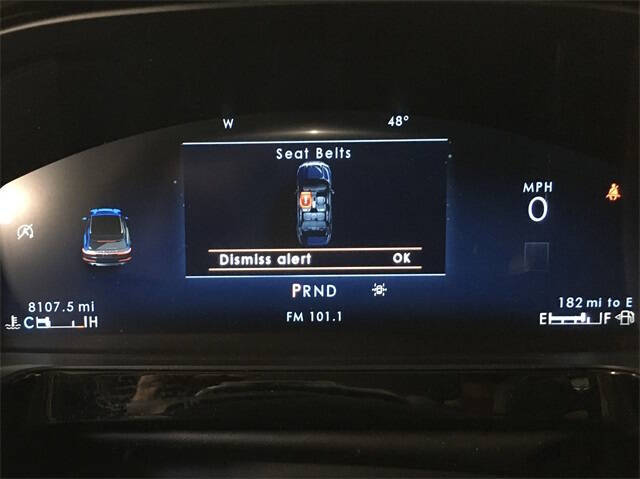 W 48°
Seat Belts
MPH
0
Dismiss alert OK
8107.5 mi
PRND
182 mi to E
C H
FM 101.1
E F